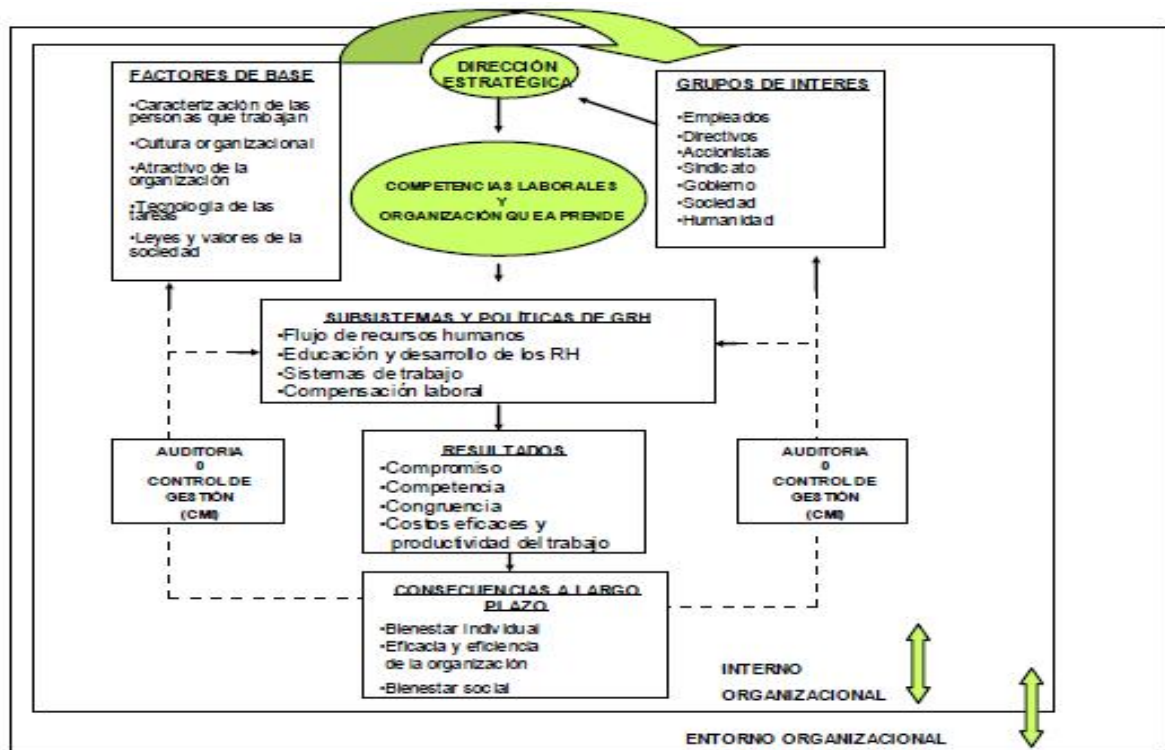 FACTORES DE BASE
•Caracterización de las
personas que trabajan
•Cultura organizacional
•Atractivo de la
organización
•Tecnología de las
tareas
•Leyes y valores de la
sociedad
DIRECCIÓN
ESTRATÉGICA
GRUPOS DE INTERES
•Empleados
•Directivos
•Accionistas
•Sindicato
•Gobierno
•Sociedad
•Humanidad
COMPETENCIAS LABORALES
Y
ORGANIZACIÓN QUE APRENDE
SUBSISTEMAS Y POLÍTICAS DE GRH
•Flujo de recursos humanos
•Educación y desarrollo de los RH
•Sistemas de trabajo
•Compensación laboral
AUDITORIA
O
CONTROL DE
GESTIÓN
(CMI)
RESULTADOS
•Compromiso
•Competencia
•Congruencia
•Costos eficaces y
productividad del trabajo
AUDITORIA
O
CONTROL DE
GESTIÓN
(CMI)
CONSECUENCIAS A LARGO
PLAZO
•Bienestar individual
•Eficacia y eficiencia
de la organización
•Bienestar social
INTERNO
ORGANIZACIONAL
ENTORNO ORGANIZACIONAL